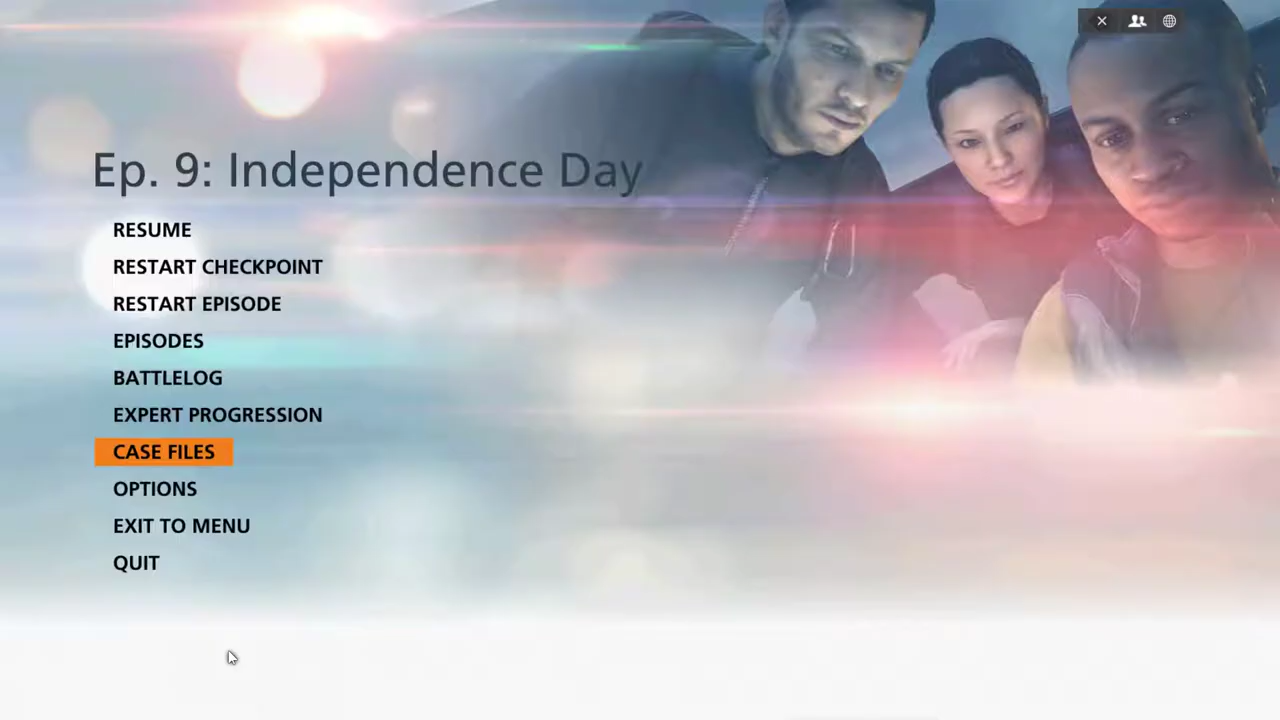 Ep. 9: Independence Day
RESUME
RESTART CHECKPOINT
RESTART EPISODE
EPISODES
BATTLELOG
EXPERT PROGRESSION
CASE FILES
OPTIONS
EXIT TO MENU
QUIT